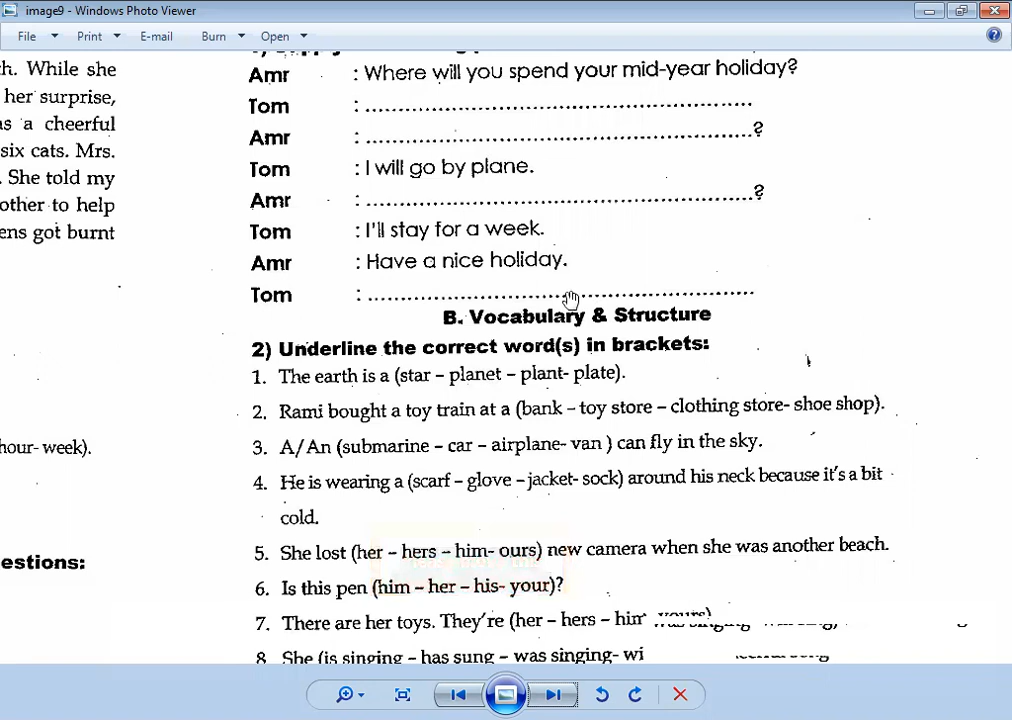 image9 - Windows Photo Viewer
File Print E-mail Burn Open
ch. While she
her surprise,
as a cheerful
six cats. Mrs.
. She told my
other to help
ens got burnt
hour- week).
estions:
Amr : Where will you spend your mid-year holiday?
Tom : ..........................................................
Amr : ..........................................................?
Tom : I will go by plane.
Amr : ..........................................................?
Tom : I'll stay for a week.
Amr : Have a nice holiday.
Tom : ..........................................................
B. Vocabulary & Structure
2) Underline the correct word(s) in brackets:
1. The earth is a (star – planet – plant- plate).
2. Rami bought a toy train at a (bank – toy store – clothing store- shoe shop).
3. A/An (submarine – car – airplane- van ) can fly in the sky.
4. He is wearing a (scarf – glove –jacket- sock) around his neck because it's a bit
cold.
5. She lost (her – hers – him- ours) new camera when she was another beach.
6. Is this pen (him – her – his- your)?
7. There are her toys. They're (her – hers – him yours)
8. She (is singing – has sung – was singing- wi